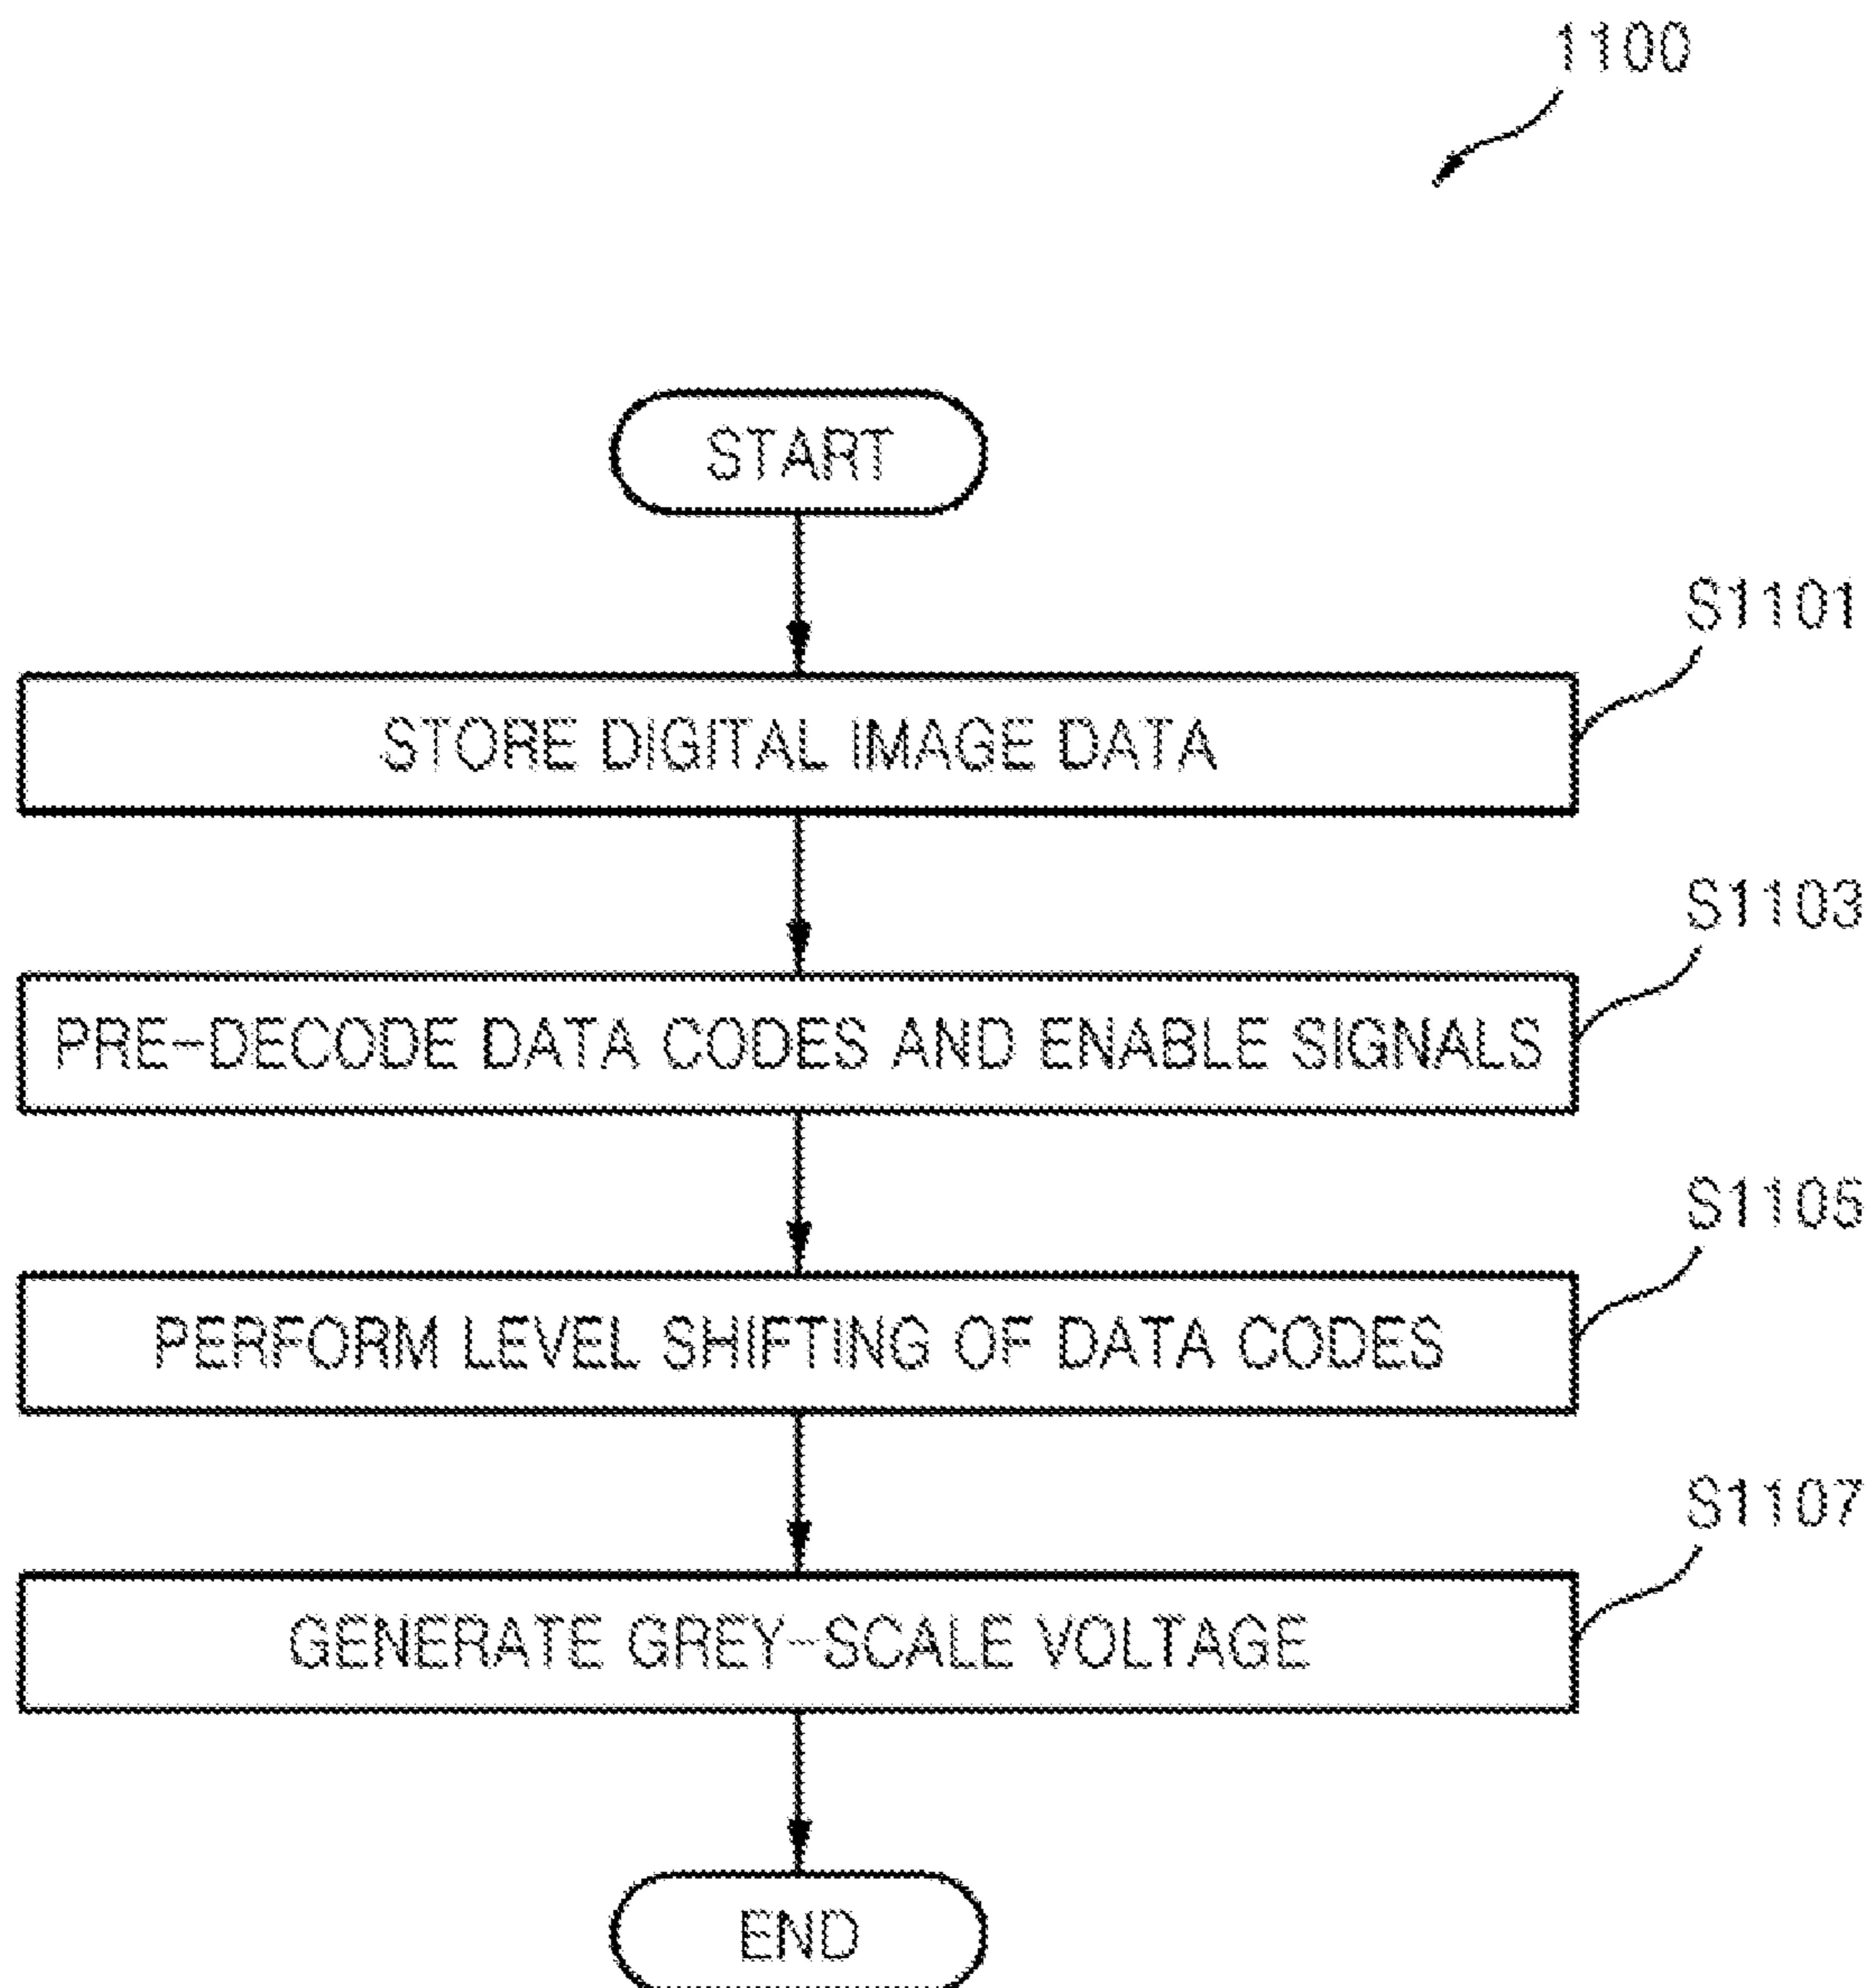 1100
START
S1101
STORE DIGITAL IMAGE DATA
S1103
PRE-DECODE DATA CODES AND ENABLE SIGNALS
S1105
PERFORM LEVEL SHIFTING OF DATA CODES
S1107
GENERATE GREY-SCALE VOLTAGE
END